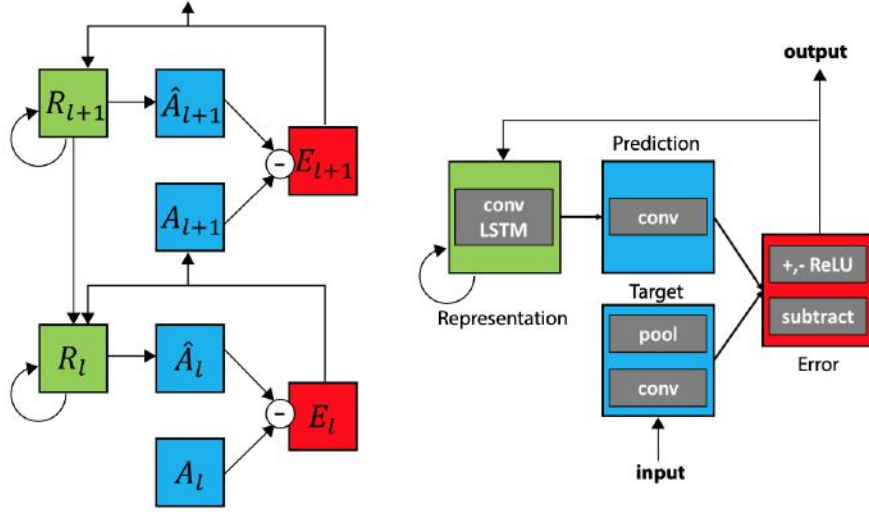 R_{l+1}
Â_{l+1}
-
E_{l+1}
A_{l+1}
R_l
Â_l
-
E_l
A_l
output
Prediction
conv
LSTM
conv
+,- ReLU
subtract
Representation
Target
pool
conv
Error
input